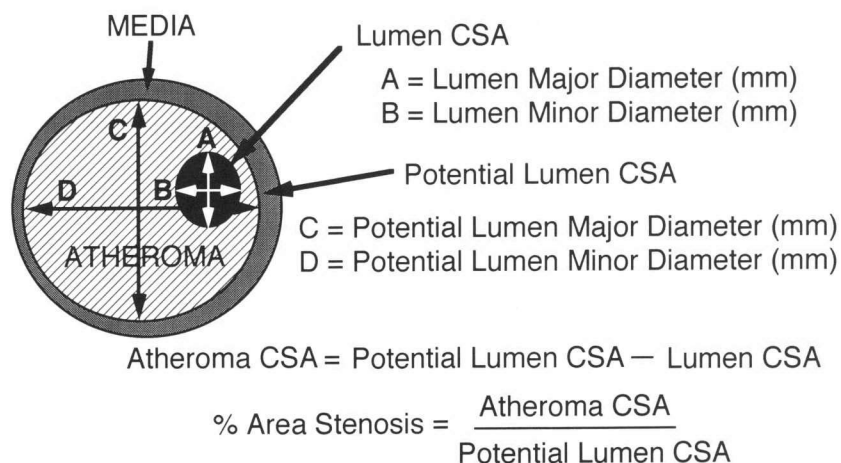 MEDIA
Lumen CSA
A = Lumen Major Diameter (mm)
B = Lumen Minor Diameter (mm)
C
A
D
B
Potential Lumen CSA
C = Potential Lumen Major Diameter (mm)
D = Potential Lumen Minor Diameter (mm)
ATHEROMA
Atheroma CSA = Potential Lumen CSA — Lumen CSA
% Area Stenosis = Atheroma CSA
Potential Lumen CSA